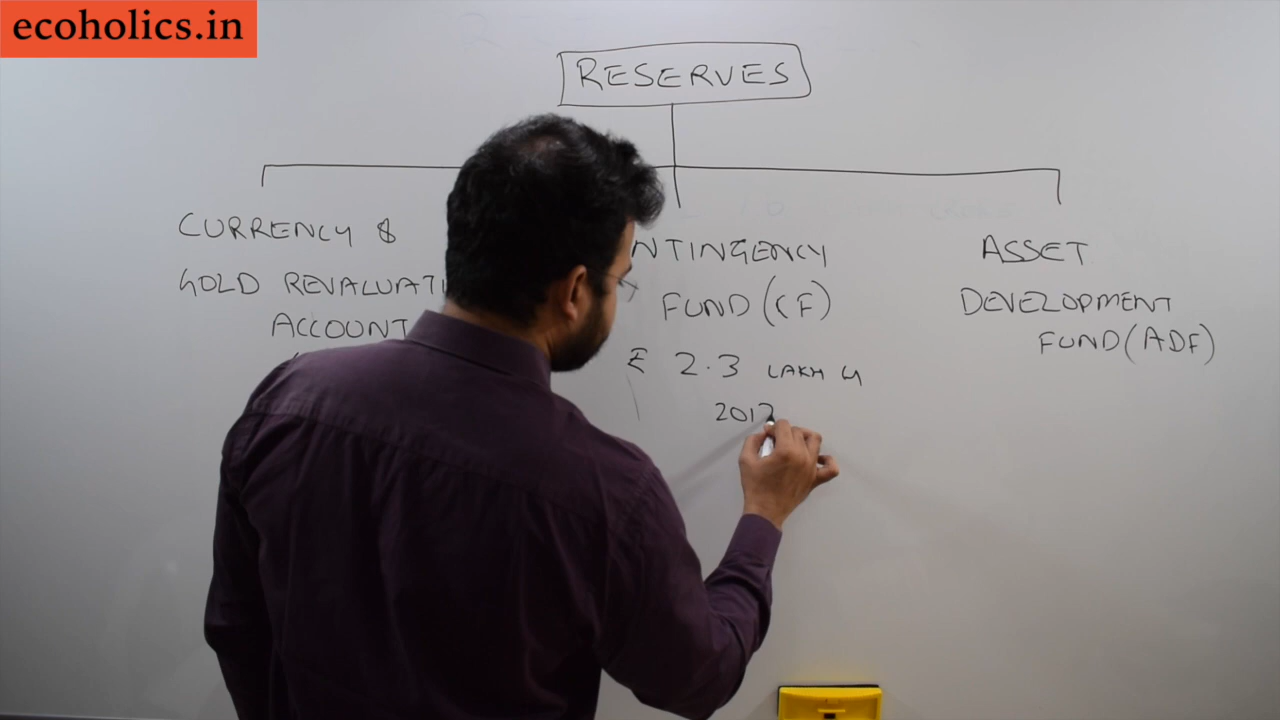 ecoholics.in
RESERVES
CURRENCY &
GOLD REVALUATI
ACCOUNT
NTINGENCY
FUND (CF)
₹ 2.3 LAKH
201
ASSET
DEVELOPMENT
FUND (ADF)